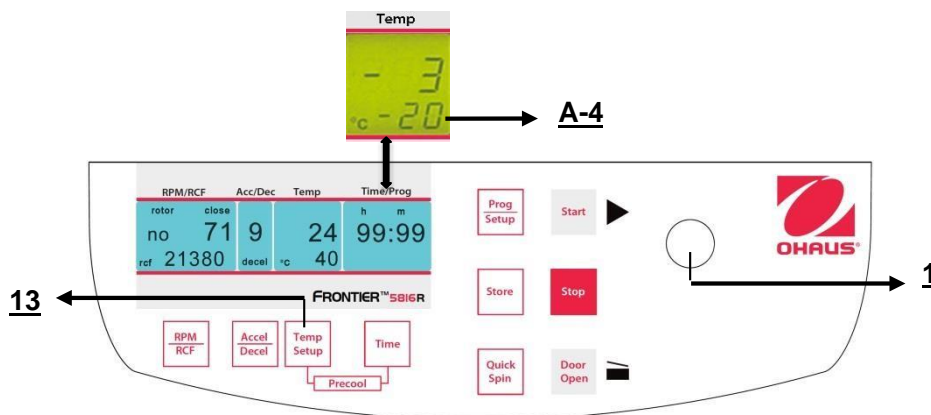 Temp
- 3
°C -20
A-4
RPM/RCF Acc/Dec Temp Time/Prog
rotor close h m
no 71 9 24 99:99
rcf 21380 decel °C 40
FRONTIER™5816R
13
RPM
RCF
Accel
Decel
Temp
Setup
Time
Precool
Prog
Setup
Start
Store
Stop
Quick
Spin
Door
Open
OHAUS®
1